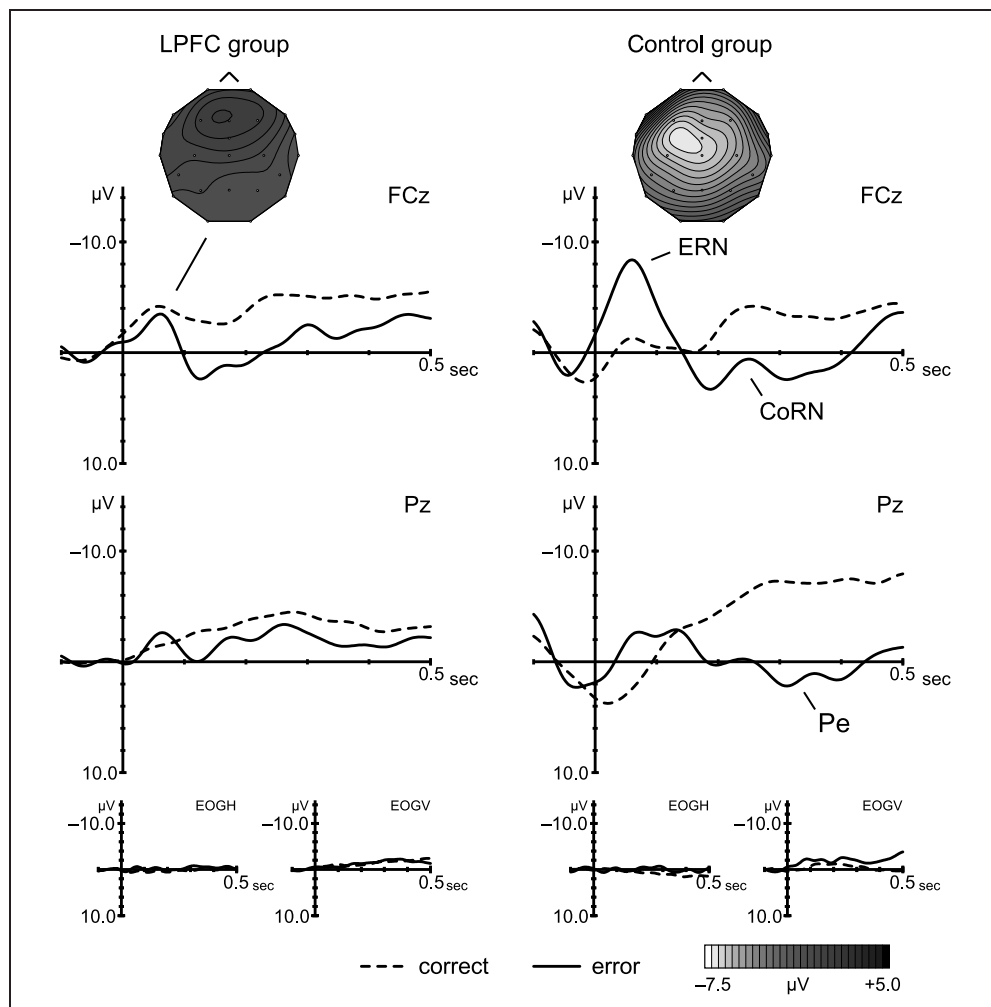 LPFC group
Control group
µV
FCz
–10.0
0.5 sec
10.0
µV
FCz
–10.0
ERN
0.5 sec
CoRN
10.0
µV
Pz
–10.0
0.5 sec
10.0
µV
Pz
–10.0
0.5 sec
Pe
10.0
µV
EOGH
–10.0
0.5 sec
10.0
µV
EOGV
–10.0
0.5 sec
10.0
µV
EOGH
–10.0
0.5 sec
10.0
µV
EOGV
–10.0
0.5 sec
10.0
correct
error
–7.5 µV +5.0